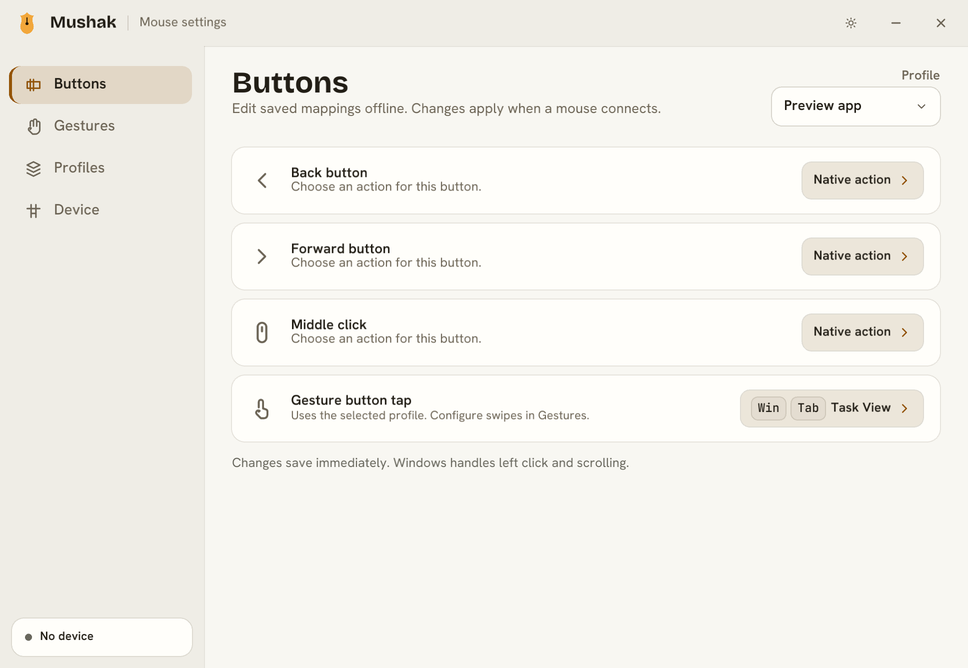 Mushak
Mouse settings
Buttons
Gestures
Profiles
Device
No device
Buttons
Edit saved mappings offline. Changes apply when a mouse connects.
Profile
Preview app
Back button
Choose an action for this button.
Native action
Forward button
Choose an action for this button.
Native action
Middle click
Choose an action for this button.
Native action
Gesture button tap
Uses the selected profile. Configure swipes in Gestures.
Win Tab Task View
Changes save immediately. Windows handles left click and scrolling.